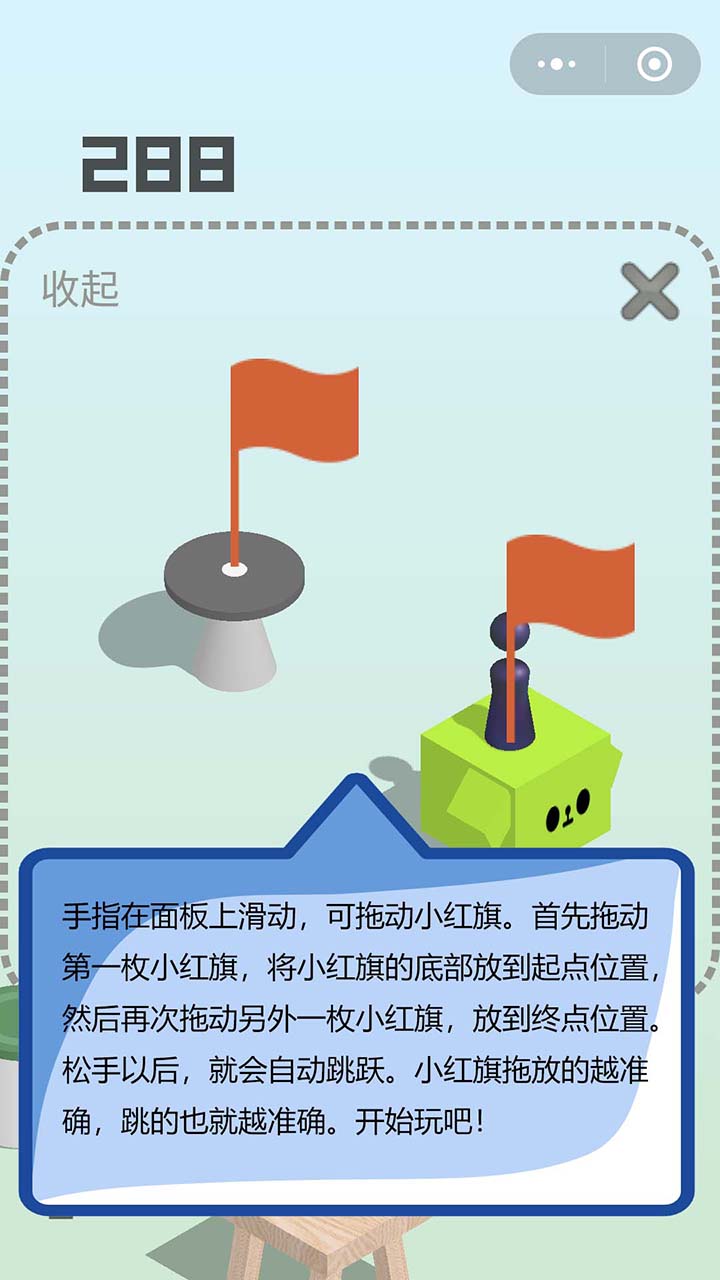 288
收起
手指在面板上滑动，可拖动小红旗。首先拖动
第一枚小红旗，将小红旗的底部放到起点位置，
然后再次拖动另外一枚小红旗，放到终点位置。
松手以后，就会自动跳跃。小红旗拖放的越准
确，跳的也就越准确。开始玩吧！